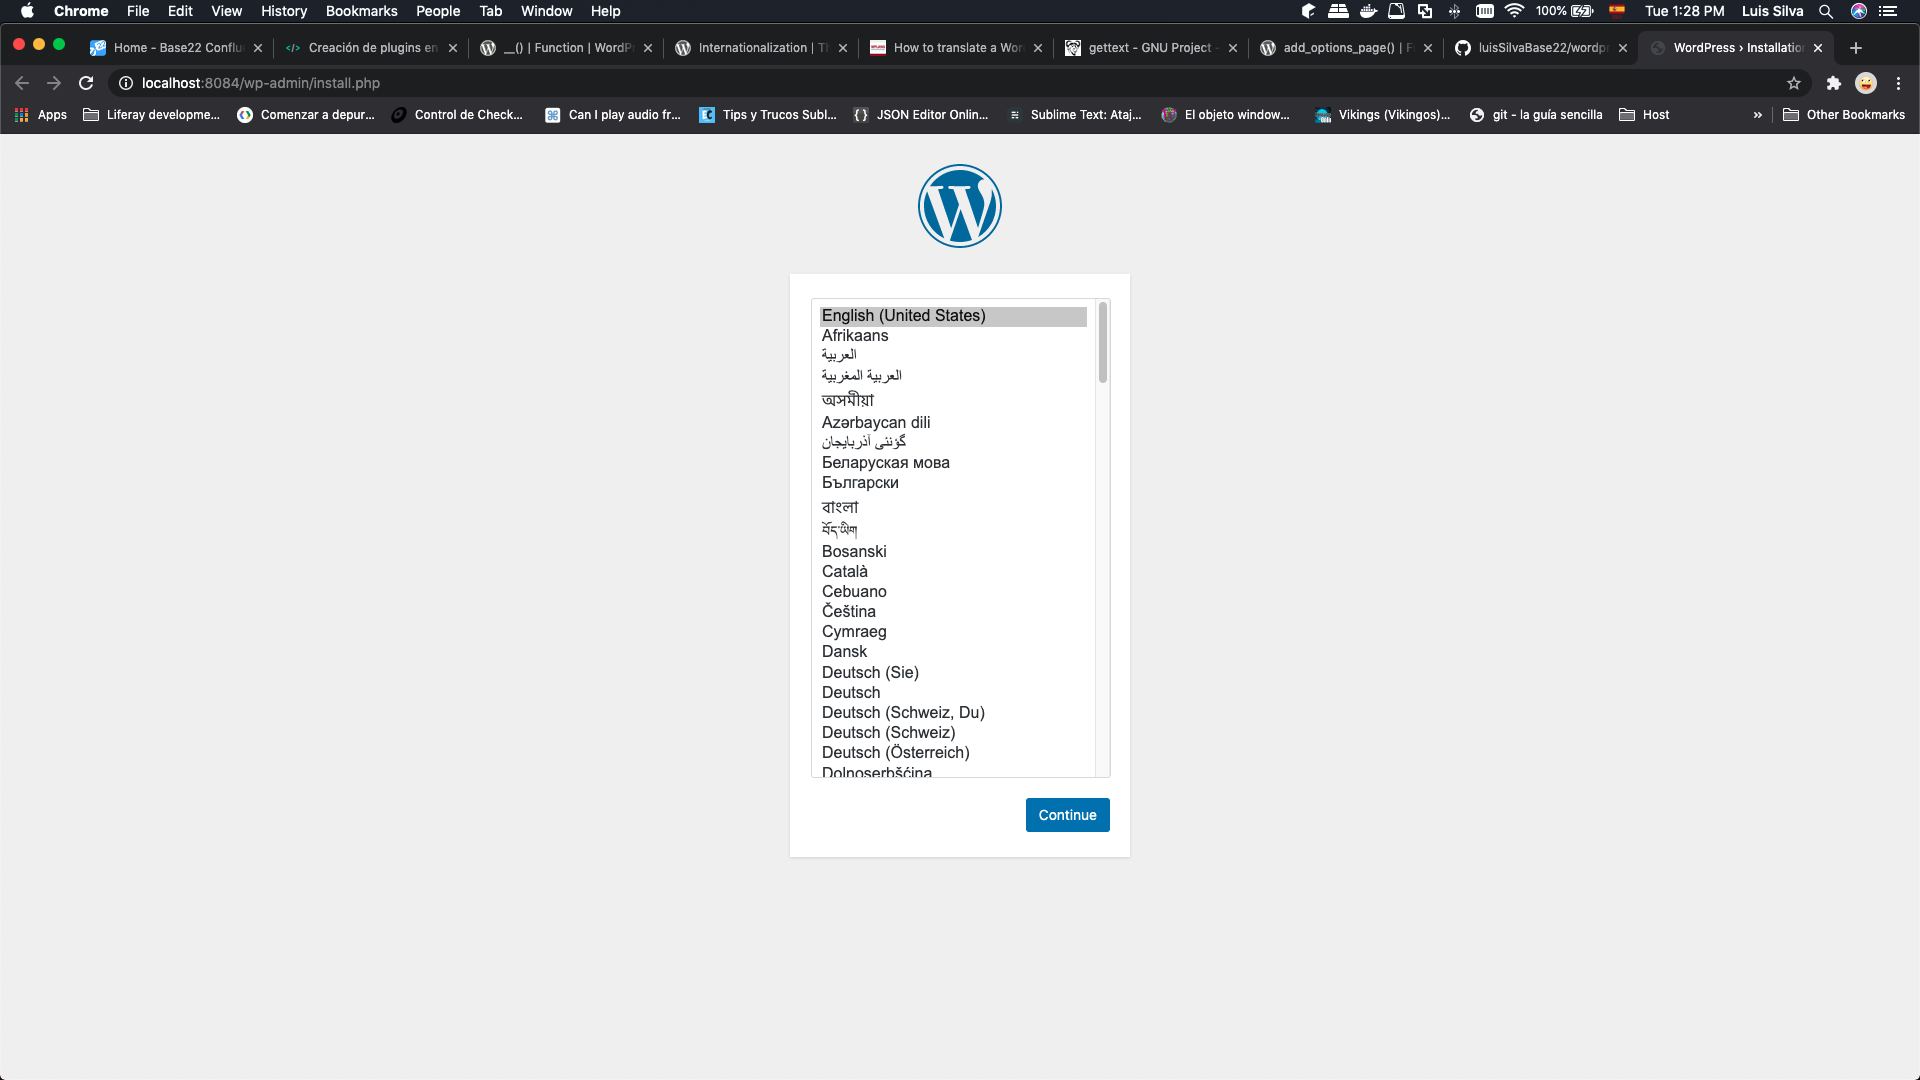 Chrome File Edit View History Bookmarks People Tab Window Help 100% Tue 1:28 PM Luis Silva
Home - Base22 Conflu
Creación de plugins en
__() | Function | WordPr
Internationalization | Th
How to translate a Wor
gettext - GNU Project -
add_options_page() | F
luisSilvaBase22/wordpr
WordPress › Installatio
localhost:8084/wp-admin/install.php
Apps Liferay developme... Comenzar a depur... Control de Check... Can I play audio fr... Tips y Trucos Subl... JSON Editor Onlin... Sublime Text: Ataj... El objeto window... Vikings (Vikingos)... git - la guía sencilla Host » Other Bookmarks
English (United States)
Afrikaans
العربية
العربية المغربية
অসমীয়া
Azərbaycan dili
گؤنئی آذربایجان
Беларуская мова
Български
বাংলা
བོད་ཡིག
Bosanski
Català
Cebuano
Čeština
Cymraeg
Dansk
Deutsch (Sie)
Deutsch
Deutsch (Schweiz, Du)
Deutsch (Schweiz)
Deutsch (Österreich)
Dolnoserbšćina
Continue